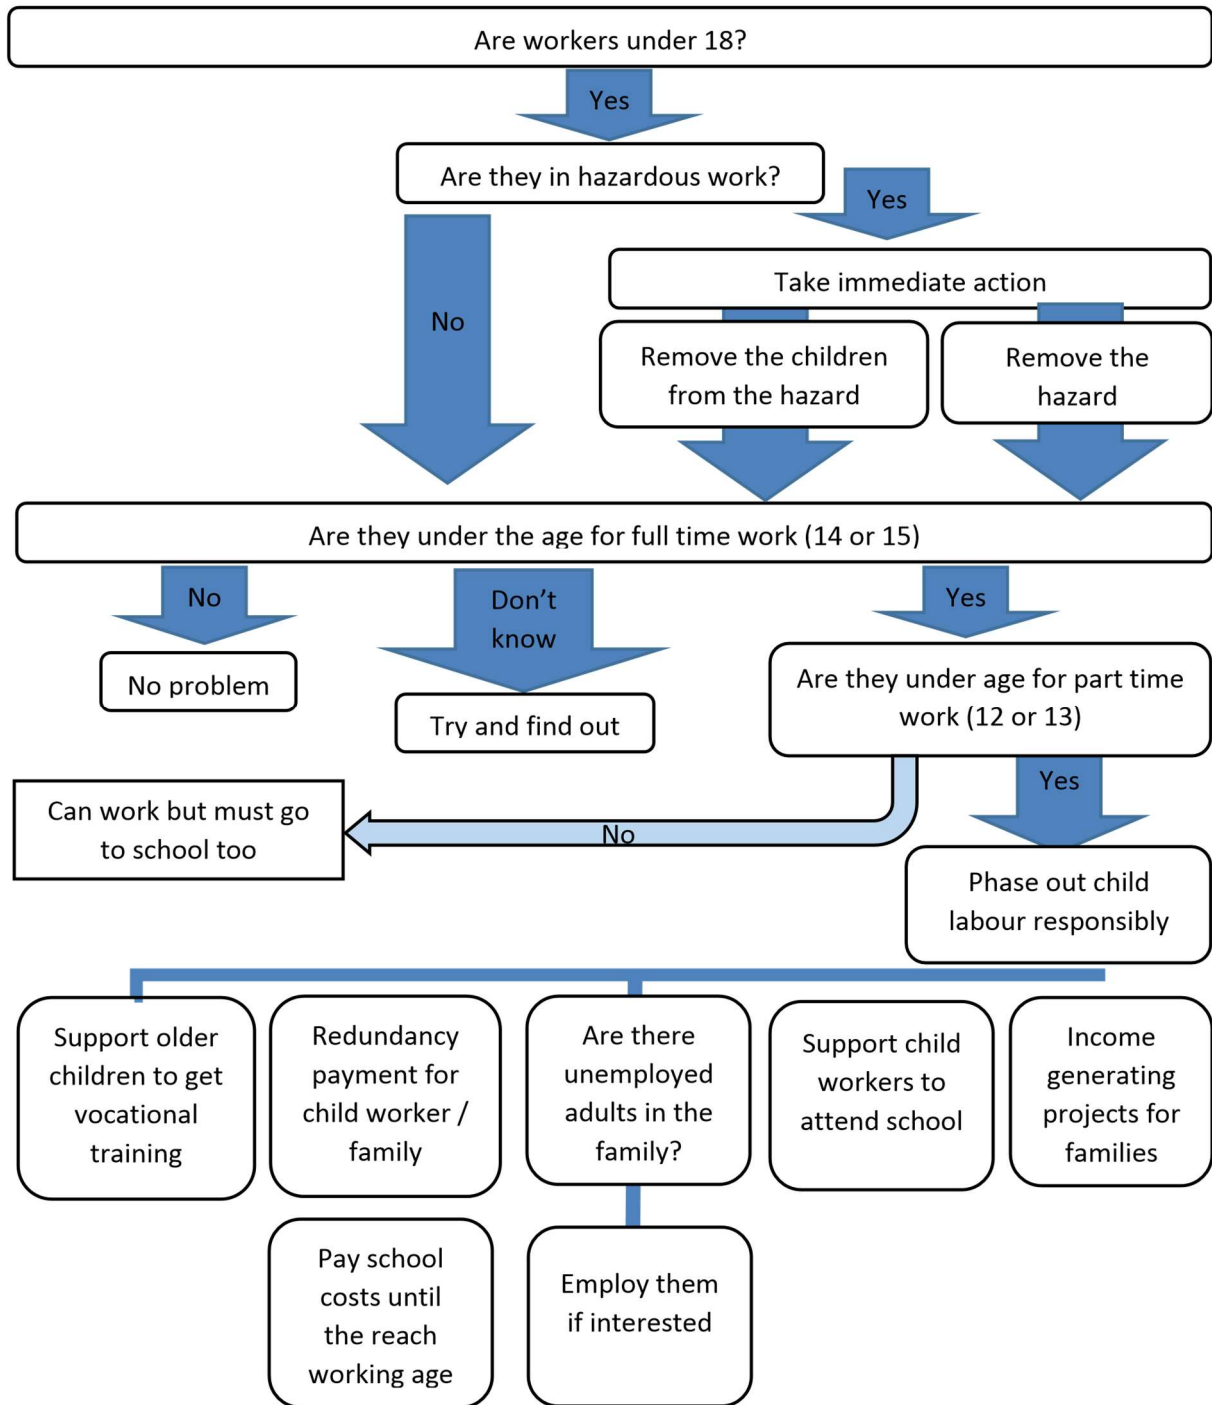 Are workers under 18?
Yes
Are they in hazardous work?
Yes
Take immediate action
No
Remove the children
from the hazard
Remove the
hazard
Are they under the age for full time work (14 or 15)
No
Don't
know
Yes
No problem
Try and find out
Are they under age for part time
work (12 or 13)
Yes
Can work but must go
to school too
No
Phase out child
labour responsibly
Support older
children to get
vocational
training
Redundancy
payment for
child worker /
family
Are there
unemployed
adults in the
family?
Support child
workers to
attend school
Income
generating
projects for
families
Pay school
costs until
the reach
working age
Employ them
if interested